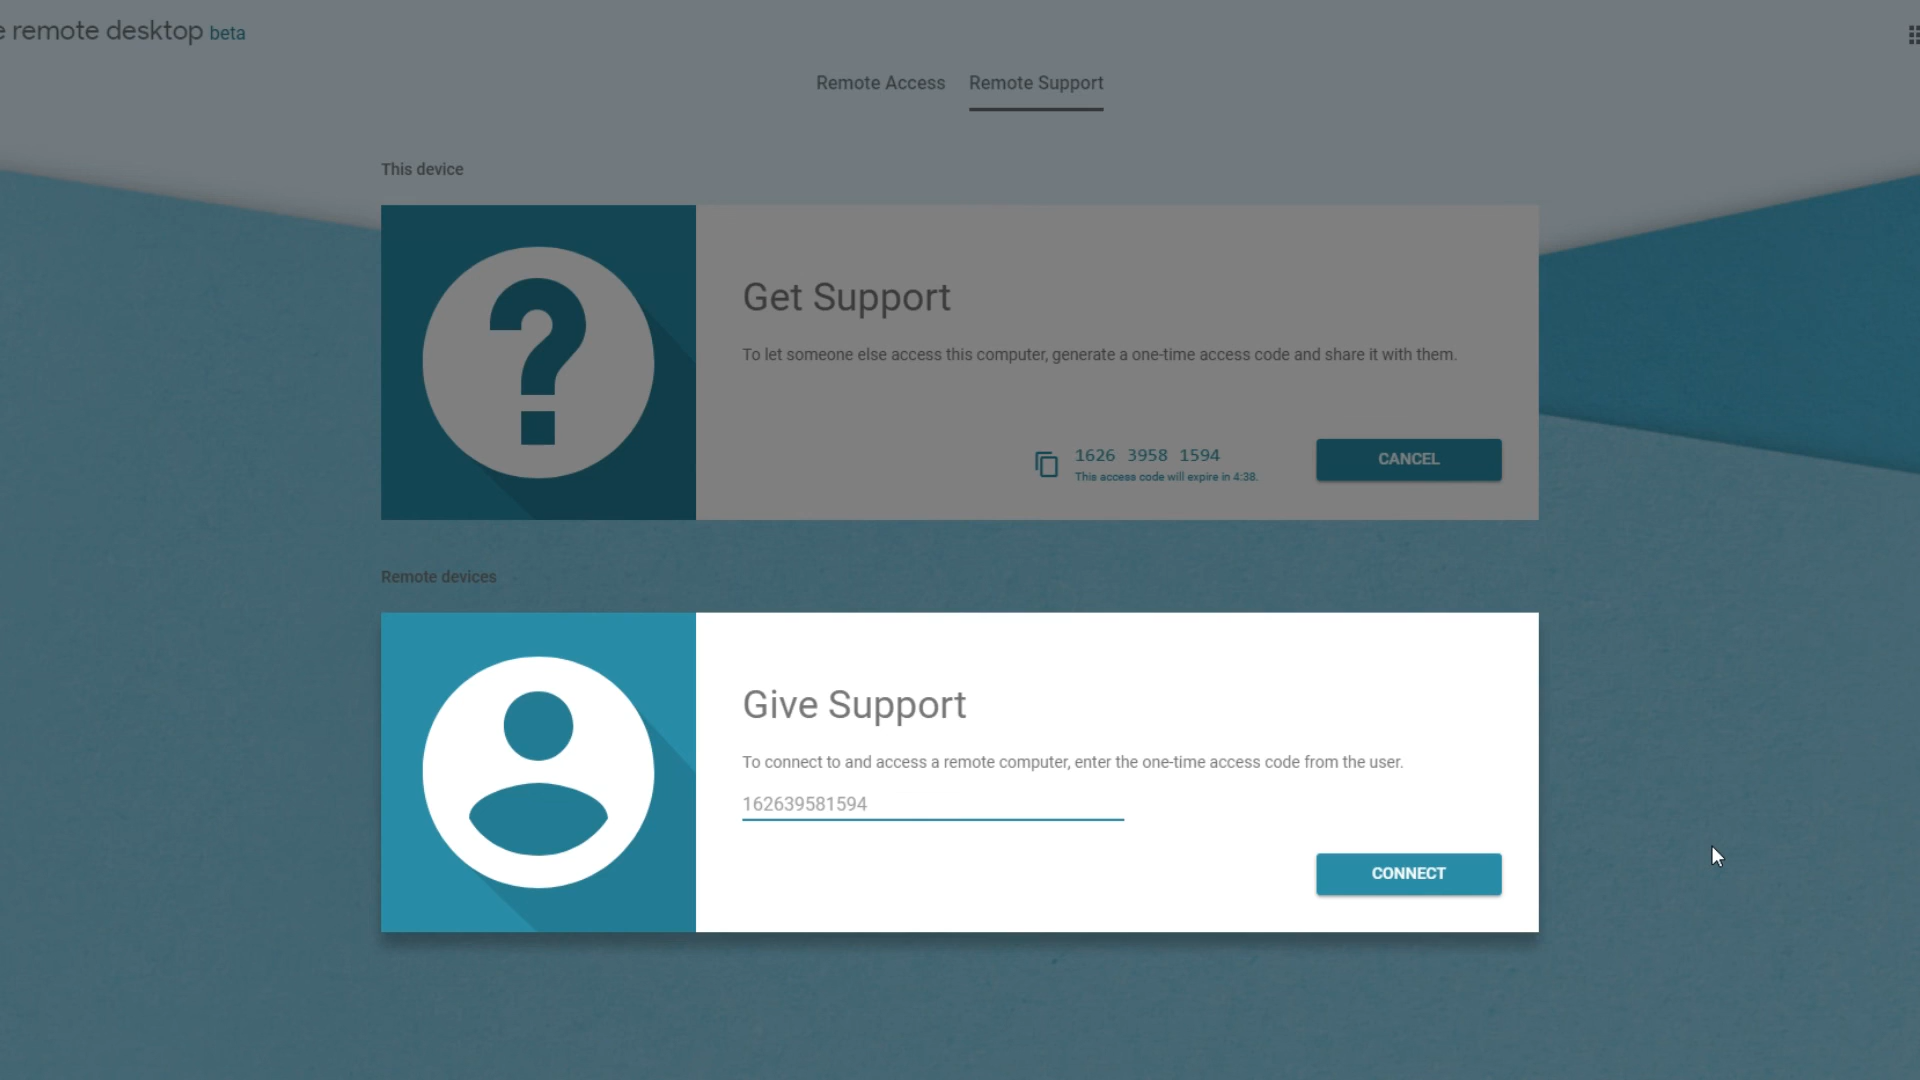 e remote desktop beta
Remote Access Remote Support
This device
Get Support
To let someone else access this computer, generate a one-time access code and share it with them.
1626 3958 1594
This access code will expire in 4:38.
CANCEL
Remote devices
Give Support
To connect to and access a remote computer, enter the one-time access code from the user.
162639581594
CONNECT